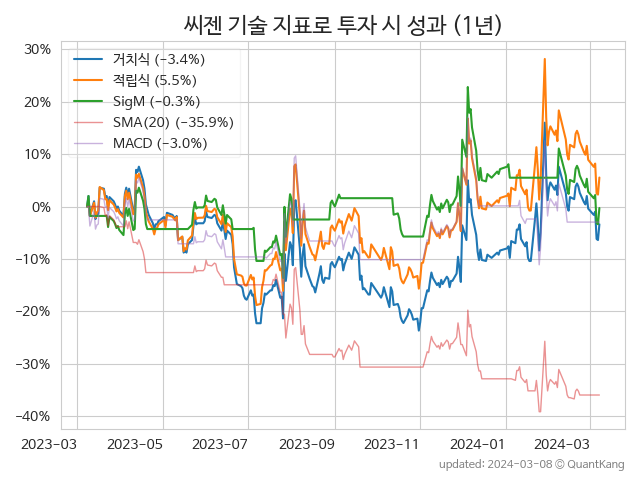 씨젠 기술 지표로 투자 시 성과 (1년)
30%
20%
10%
0%
−10%
−20%
−30%
−40%
거치식 (−3.4%)
적립식 (5.5%)
SigM (−0.3%)
SMA(20) (−35.9%)
MACD (−3.0%)
2023−03
2023−05
2023−07
2023−09
2023−11
2024−01
2024−03
updated: 2024−03−08 ⓒ QuantKang